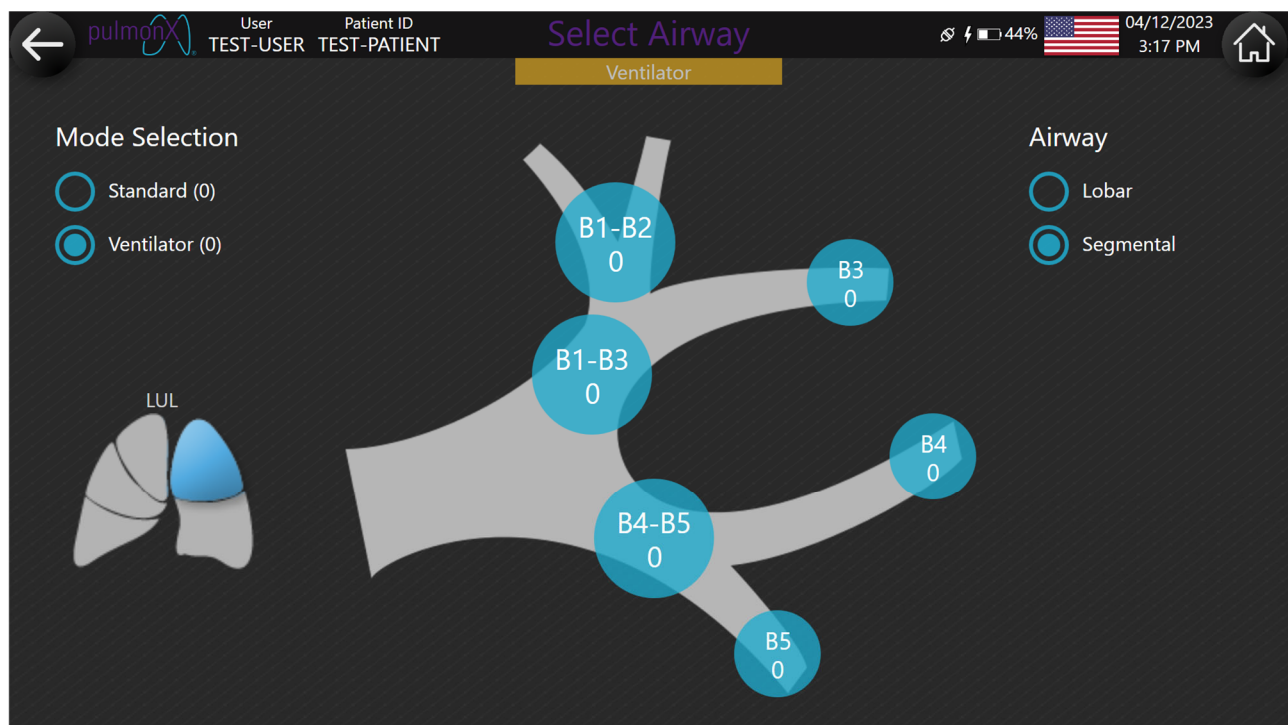 pulmonx®
User
TEST-USER
Patient ID
TEST-PATIENT
Select Airway
44%
04/12/2023
3:17 PM
Ventilator
Mode Selection
Standard (0)
Ventilator (0)
Airway
Lobar
Segmental
B1-B2
0
B3
0
B1-B3
0
LUL
B4
0
B4-B5
0
B5
0